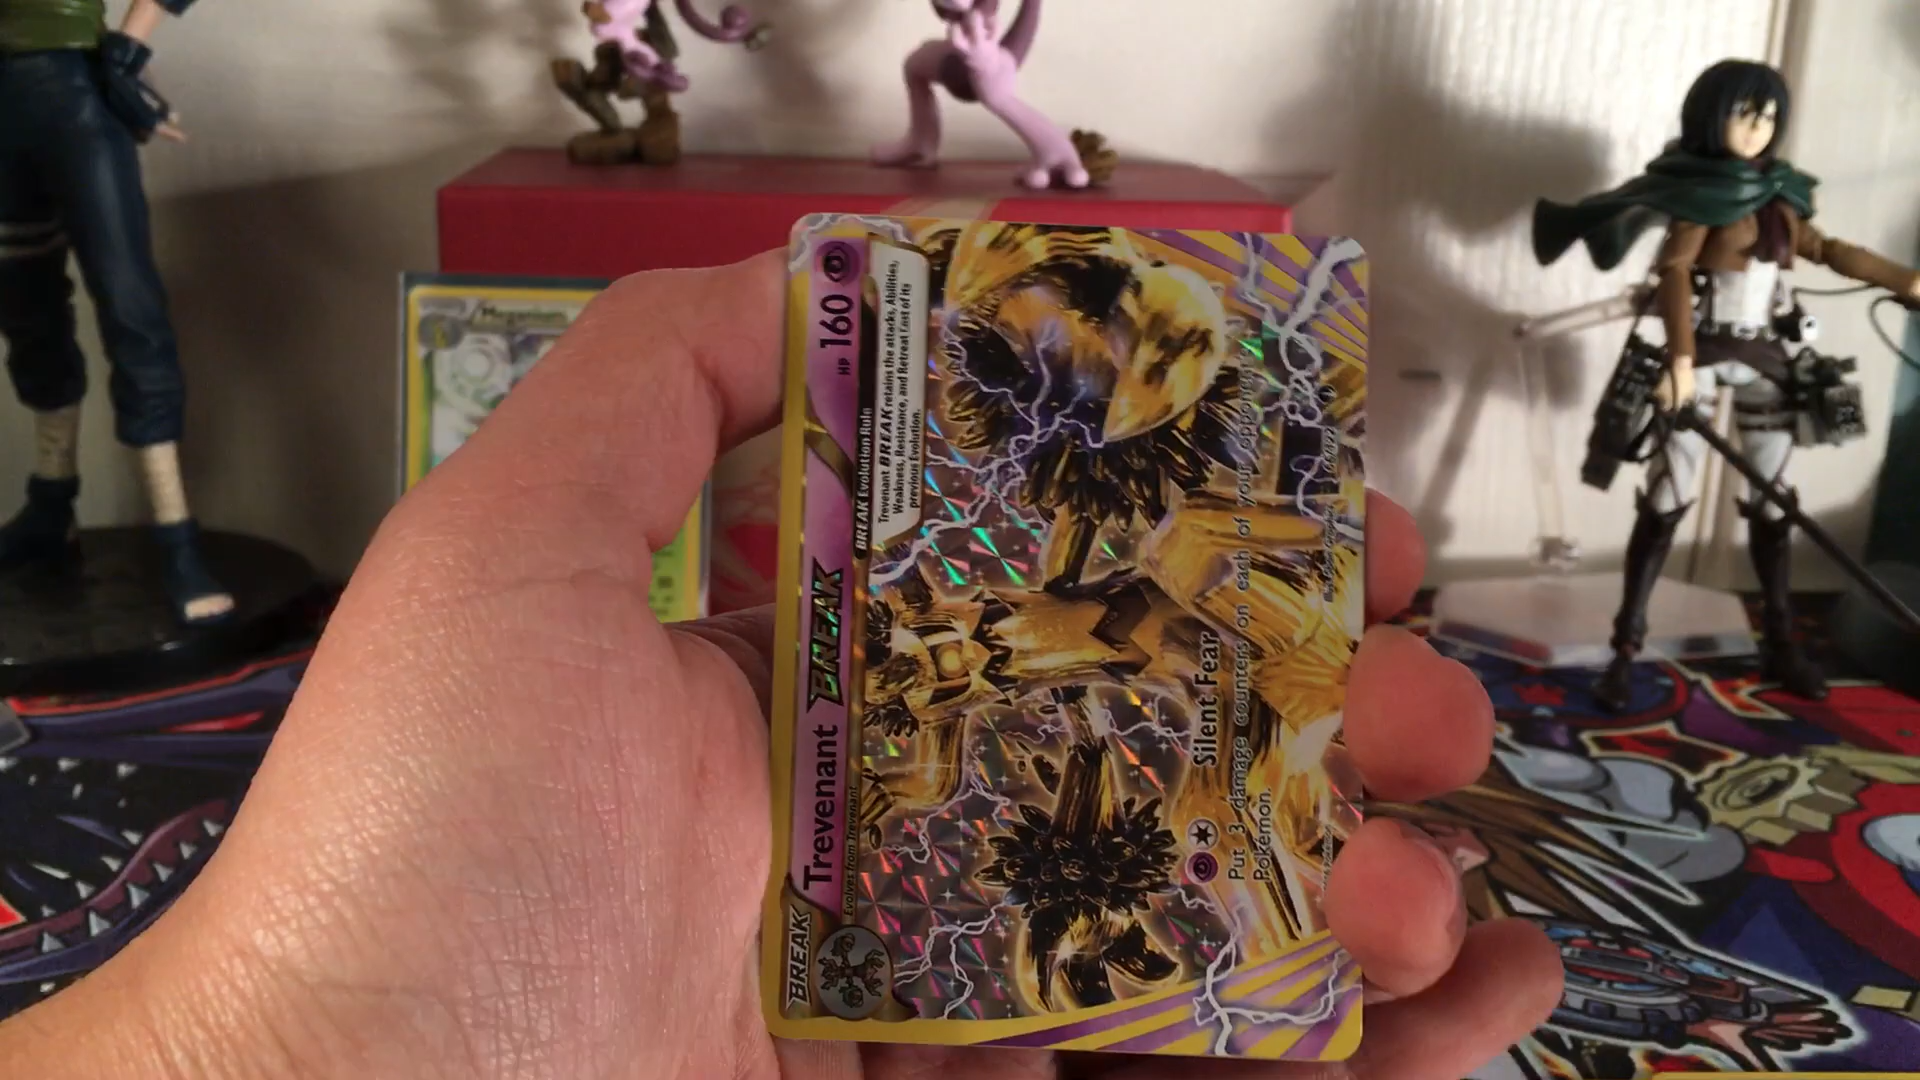 BREAK
Trevenant BREAK HP 160
Evolves from Trevenant
BREAK Evolution Rule
Trevenant BREAK retains the attacks, Abilities,
Weakness, Resistance, and Retreat Cost of its
previous Evolution.
Silent Fear
Put 3 damage counters on each of your opponent's
Pokémon.
Meganium